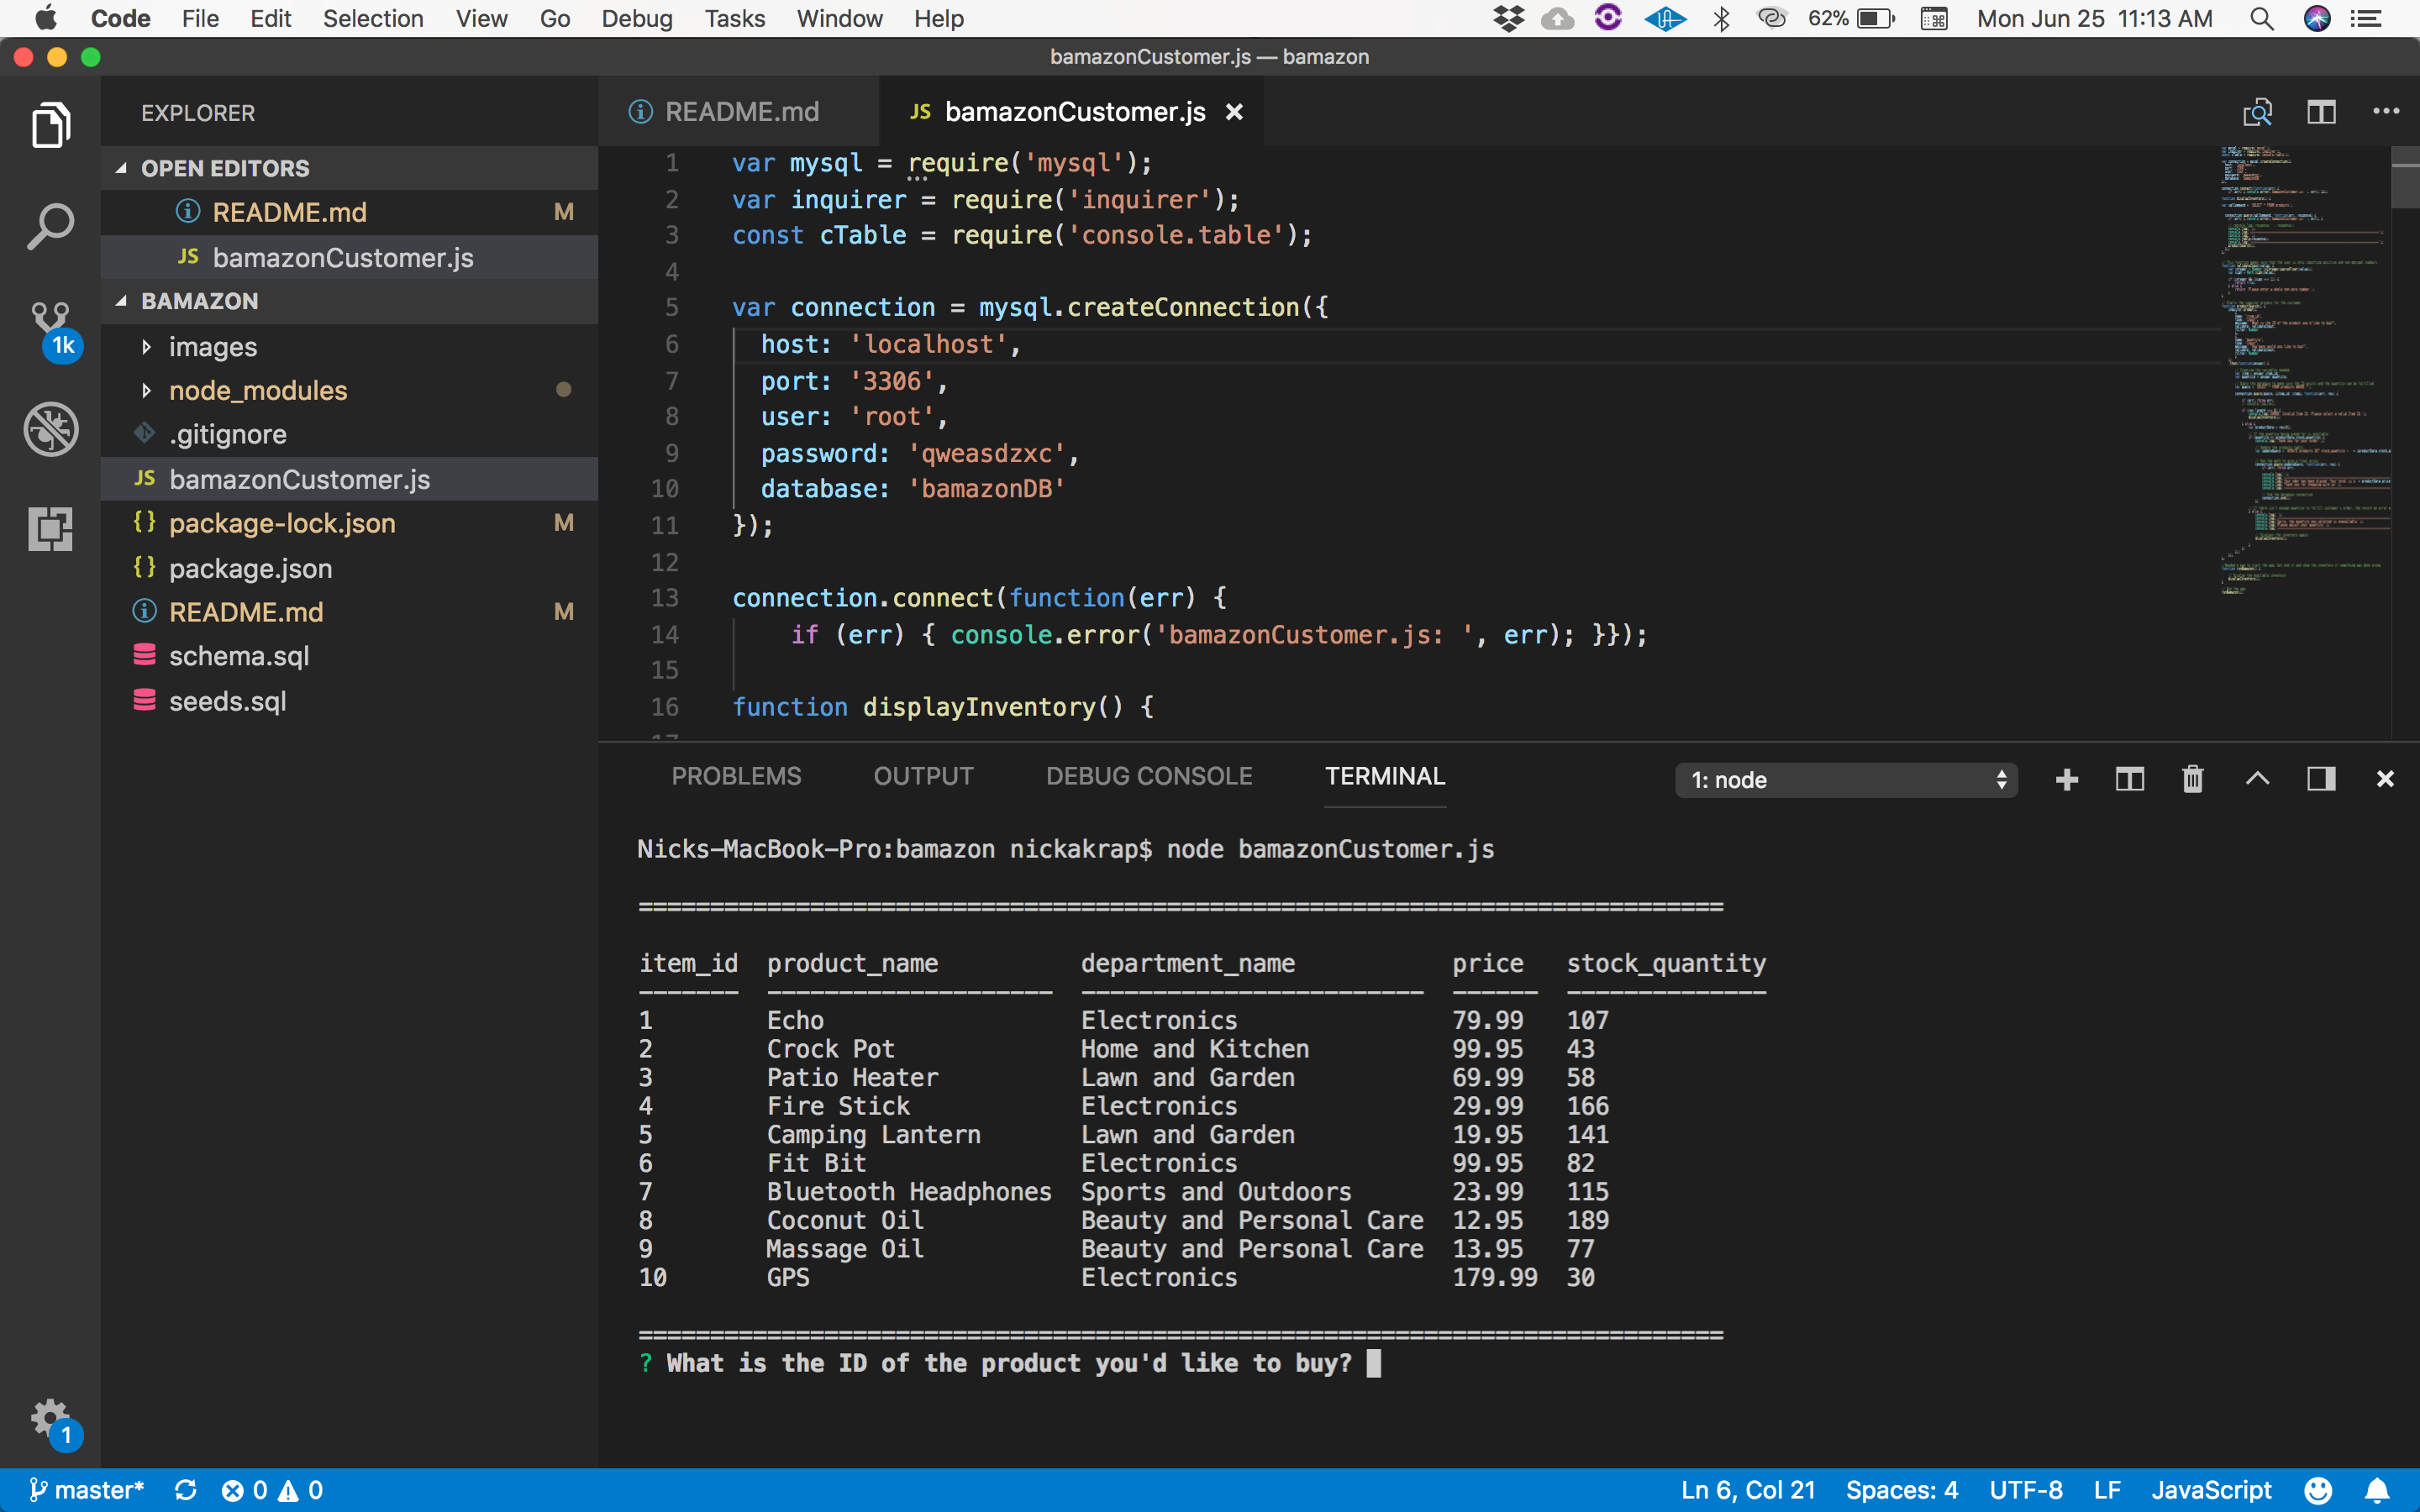 Code File Edit Selection View Go Debug Tasks Window Help 62% Mon Jun 25 11:13 AM
bamazonCustomer.js — bamazon
EXPLORER
OPEN EDITORS
README.md M
JS bamazonCustomer.js
BAMAZON
images
node_modules
.gitignore
JS bamazonCustomer.js
{} package-lock.json M
{} package.json
README.md M
schema.sql
seeds.sql
1k
1
README.md JS bamazonCustomer.js
1 var mysql = require('mysql');
2 var inquirer = require('inquirer');
3 const cTable = require('console.table');
4
5 var connection = mysql.createConnection({
6 host: 'localhost',
7 port: '3306',
8 user: 'root',
9 password: 'qweasdzxc',
10 database: 'bamazonDB'
11 });
12
13 connection.connect(function(err) {
14 if (err) { console.error('bamazonCustomer.js: ', err); }});
15
16 function displayInventory() {
PROBLEMS OUTPUT DEBUG CONSOLE TERMINAL 1: node
Nicks-MacBook-Pro:bamazon nickakrap$ node bamazonCustomer.js
============================================================================
item_id product_name department_name price stock_quantity
------- -------------------- ------------------------ ------ --------------
1 Echo Electronics 79.99 107
2 Crock Pot Home and Kitchen 99.95 43
3 Patio Heater Lawn and Garden 69.99 58
4 Fire Stick Electronics 29.99 166
5 Camping Lantern Lawn and Garden 19.95 141
6 Fit Bit Electronics 99.95 82
7 Bluetooth Headphones Sports and Outdoors 23.99 115
8 Coconut Oil Beauty and Personal Care 12.95 189
9 Massage Oil Beauty and Personal Care 13.95 77
10 GPS Electronics 179.99 30
============================================================================
? What is the ID of the product you'd like to buy?
master* 0 0 Ln 6, Col 21 Spaces: 4 UTF-8 LF JavaScript